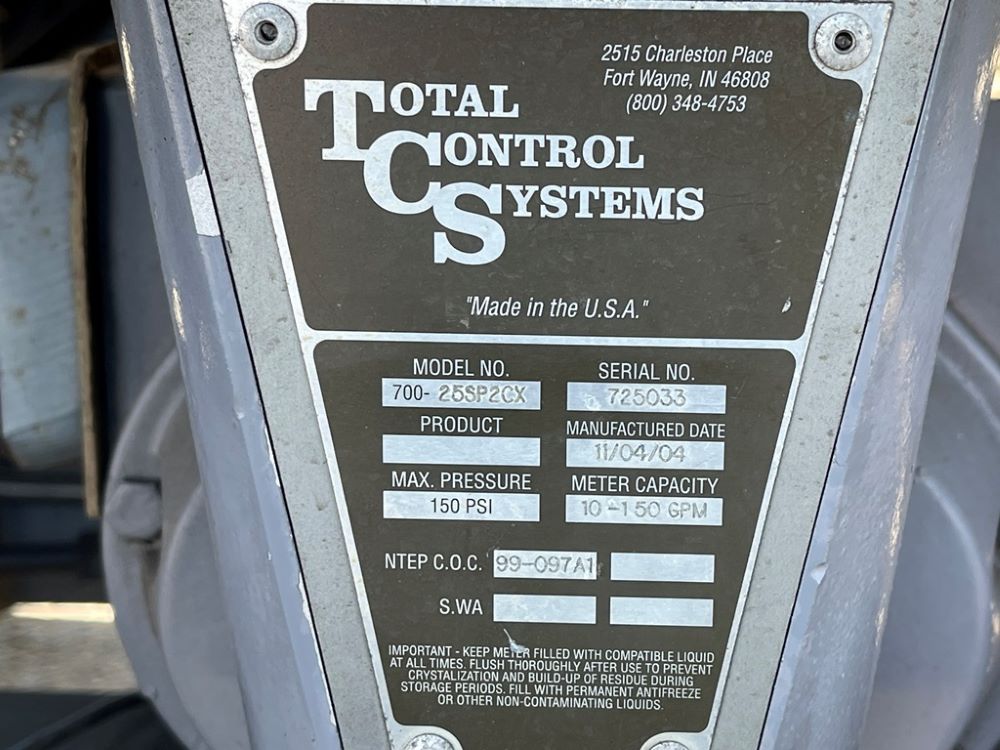 2515 Charleston Place
Fort Wayne, IN 46808
(800) 348-4753
TOTAL
CONTROL
SYSTEMS
"Made in the U.S.A."
MODEL NO. SERIAL NO.
700- 25SP2CX 725033
PRODUCT MANUFACTURED DATE
11/04/04
MAX. PRESSURE METER CAPACITY
150 PSI 10-150 GPM
NTEP C.O.C. 99-097A1
S.WA
IMPORTANT - KEEP METER FILLED WITH COMPATIBLE LIQUID
AT ALL TIMES. FLUSH THOROUGHLY AFTER USE TO PREVENT
CRYSTALIZATION AND BUILD-UP OF RESIDUE DURING
STORAGE PERIODS. FILL WITH PERMANENT ANTIFREEZE
OR OTHER NON-CONTAMINATING LIQUIDS.